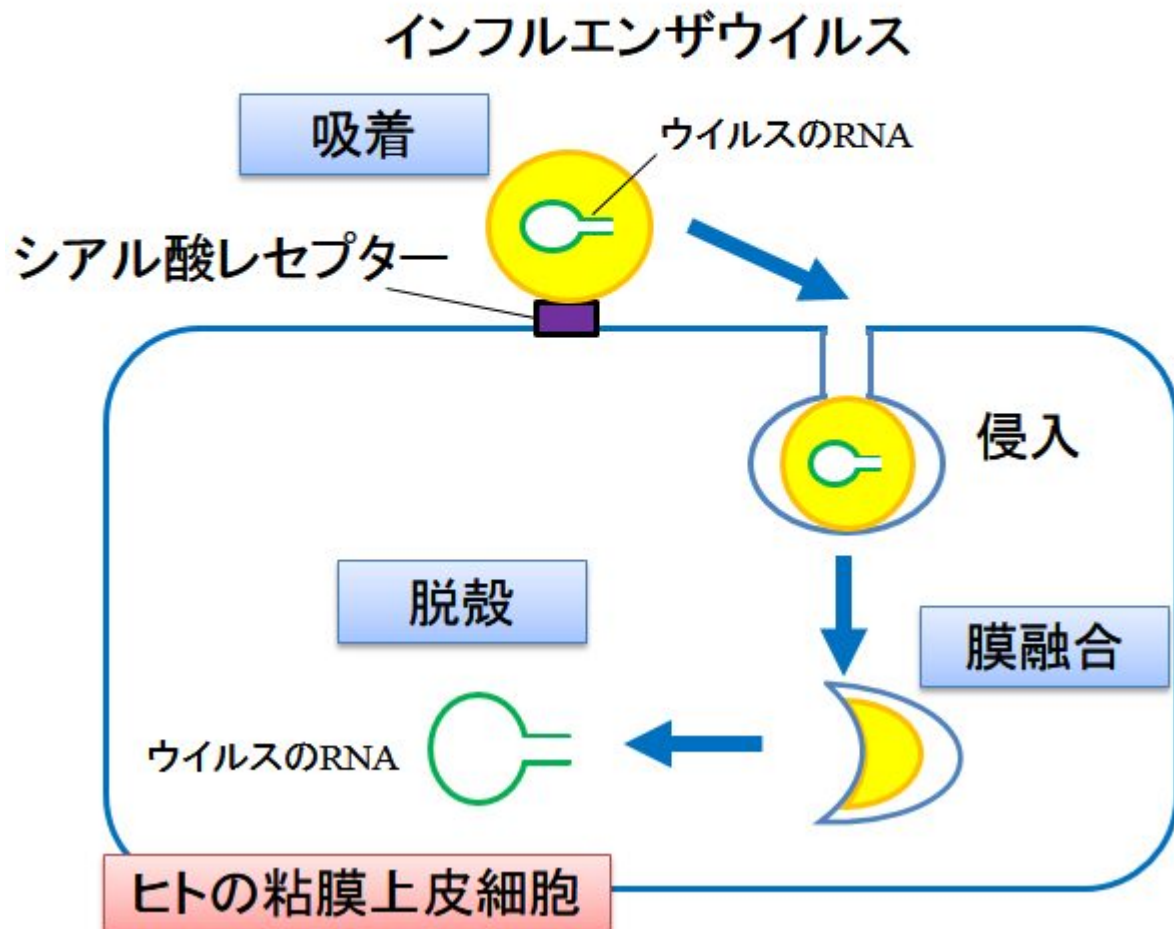 インフルエンザウイルス
吸着
ウイルスのRNA
シアル酸レセプター
侵入
脱殻
膜融合
ウイルスのRNA
ヒトの粘膜上皮細胞